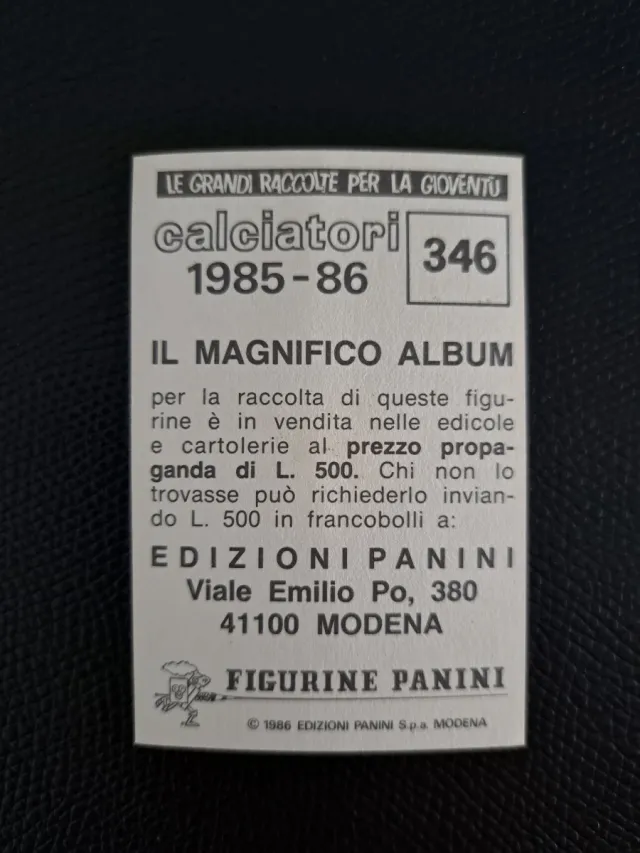 LE GRANDI RACCOLTE PER LA GIOVENTÙ
calciatori
1985-86
346
IL MAGNIFICO ALBUM
per la raccolta di queste figu-
rine è in vendita nelle edicole
e cartolerie al prezzo propa-
ganda di L. 500. Chi non lo
trovasse può richiederlo invian-
do L. 500 in francobolli a:
EDIZIONI PANINI
Viale Emilio Po, 380
41100 MODENA
FIGURINE PANINI
© 1986 EDIZIONI PANINI S.p.a. MODENA